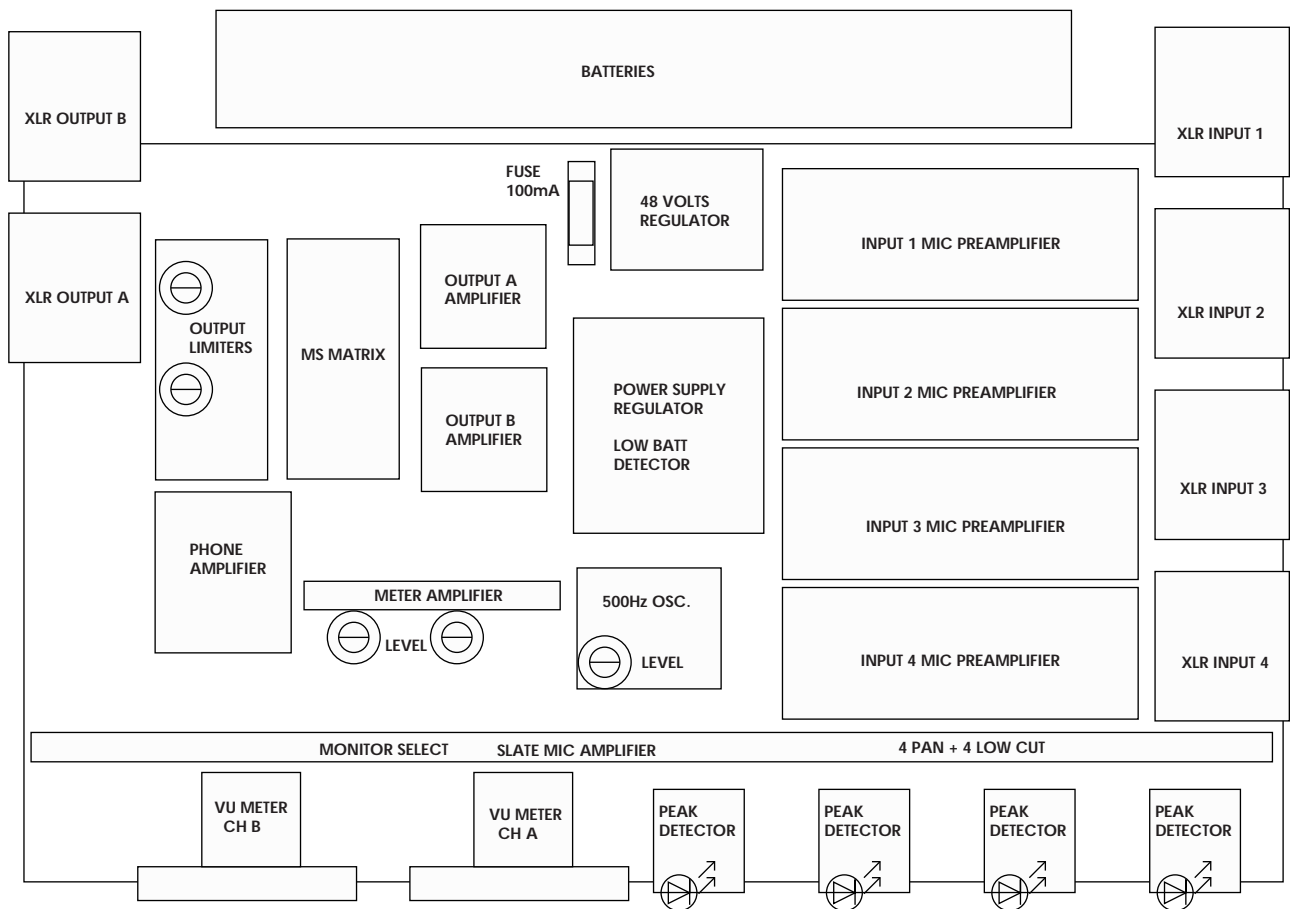 BATTERIES
XLR OUTPUT B
XLR INPUT 1
FUSE
100mA
48 VOLTS
REGULATOR
INPUT 1 MIC PREAMPLIFIER
XLR OUTPUT A
OUTPUT
LIMITERS
MS MATRIX
OUTPUT A
AMPLIFIER
XLR INPUT 2
OUTPUT B
AMPLIFIER
POWER SUPPLY
REGULATOR
LOW BATT
DETECTOR
INPUT 2 MIC PREAMPLIFIER
XLR INPUT 3
INPUT 3 MIC PREAMPLIFIER
PHONE
AMPLIFIER
METER AMPLIFIER
LEVEL
500Hz OSC.
LEVEL
INPUT 4 MIC PREAMPLIFIER
XLR INPUT 4
MONITOR SELECT
SLATE MIC AMPLIFIER
4 PAN + 4 LOW CUT
VU METER
CH B
VU METER
CH A
PEAK
DETECTOR
PEAK
DETECTOR
PEAK
DETECTOR
PEAK
DETECTOR